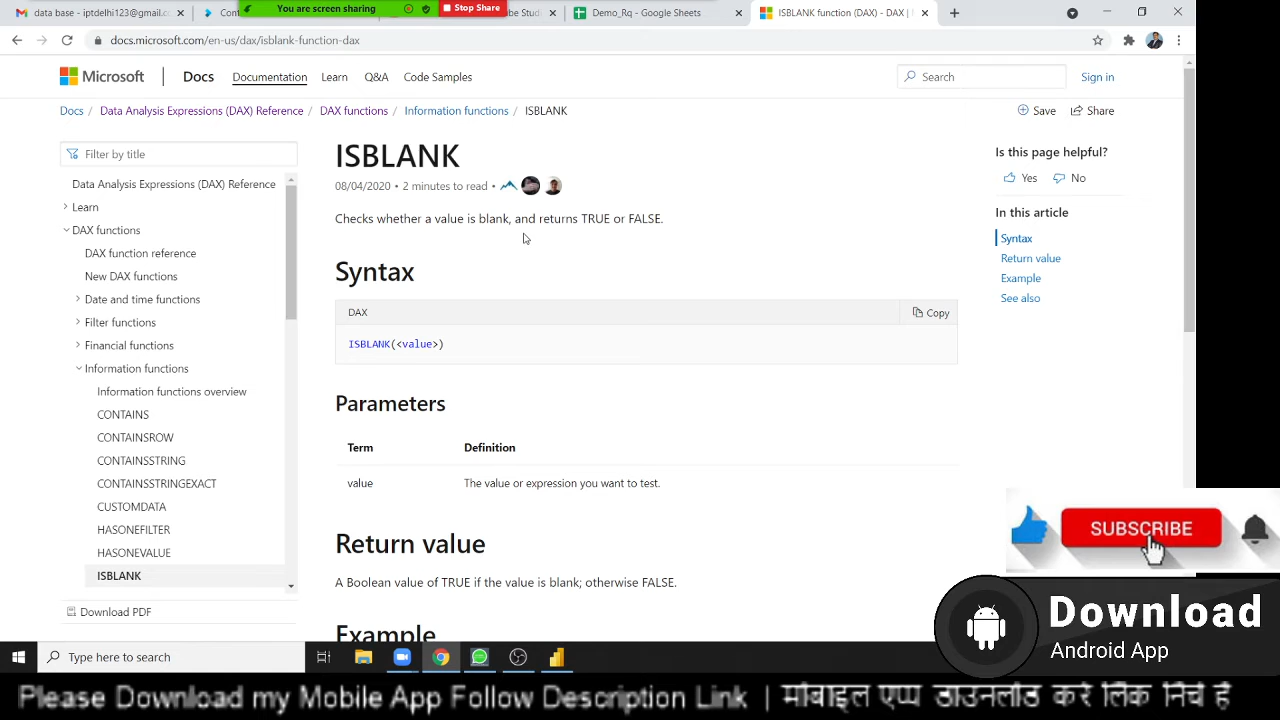 data base - iptdelhi123@gmail.co
Con
You are screen sharing
Stop Share
be Stud
Demo_Rq - Google Sheets
ISBLANK function (DAX) - DAX |
docs.microsoft.com/en-us/dax/isblank-function-dax
Microsoft
Docs
Documentation
Learn
Q&A
Code Samples
Search
Sign in
Docs / Data Analysis Expressions (DAX) Reference / DAX functions / Information functions / ISBLANK
Save
Share
Filter by title
Data Analysis Expressions (DAX) Reference
Learn
DAX functions
DAX function reference
New DAX functions
Date and time functions
Filter functions
Financial functions
Information functions
Information functions overview
CONTAINS
CONTAINSROW
CONTAINSSTRING
CONTAINSSTRINGEXACT
CUSTOMDATA
HASONEFILTER
HASONEVALUE
ISBLANK
Download PDF
ISBLANK
08/04/2020 • 2 minutes to read •
Checks whether a value is blank, and returns TRUE or FALSE.
Syntax
DAX
Copy
ISBLANK(<value>)
Parameters
Term Definition
value The value or expression you want to test.
Return value
A Boolean value of TRUE if the value is blank; otherwise FALSE.
Example
Is this page helpful?
Yes
No
In this article
Syntax
Return value
Example
See also
SUBSCRIBE
Download
Android App
Type here to search
Please Download my Mobile App Follow Description Link | मोबाइल एप्प डाउनलोड करे लिंक निचे है